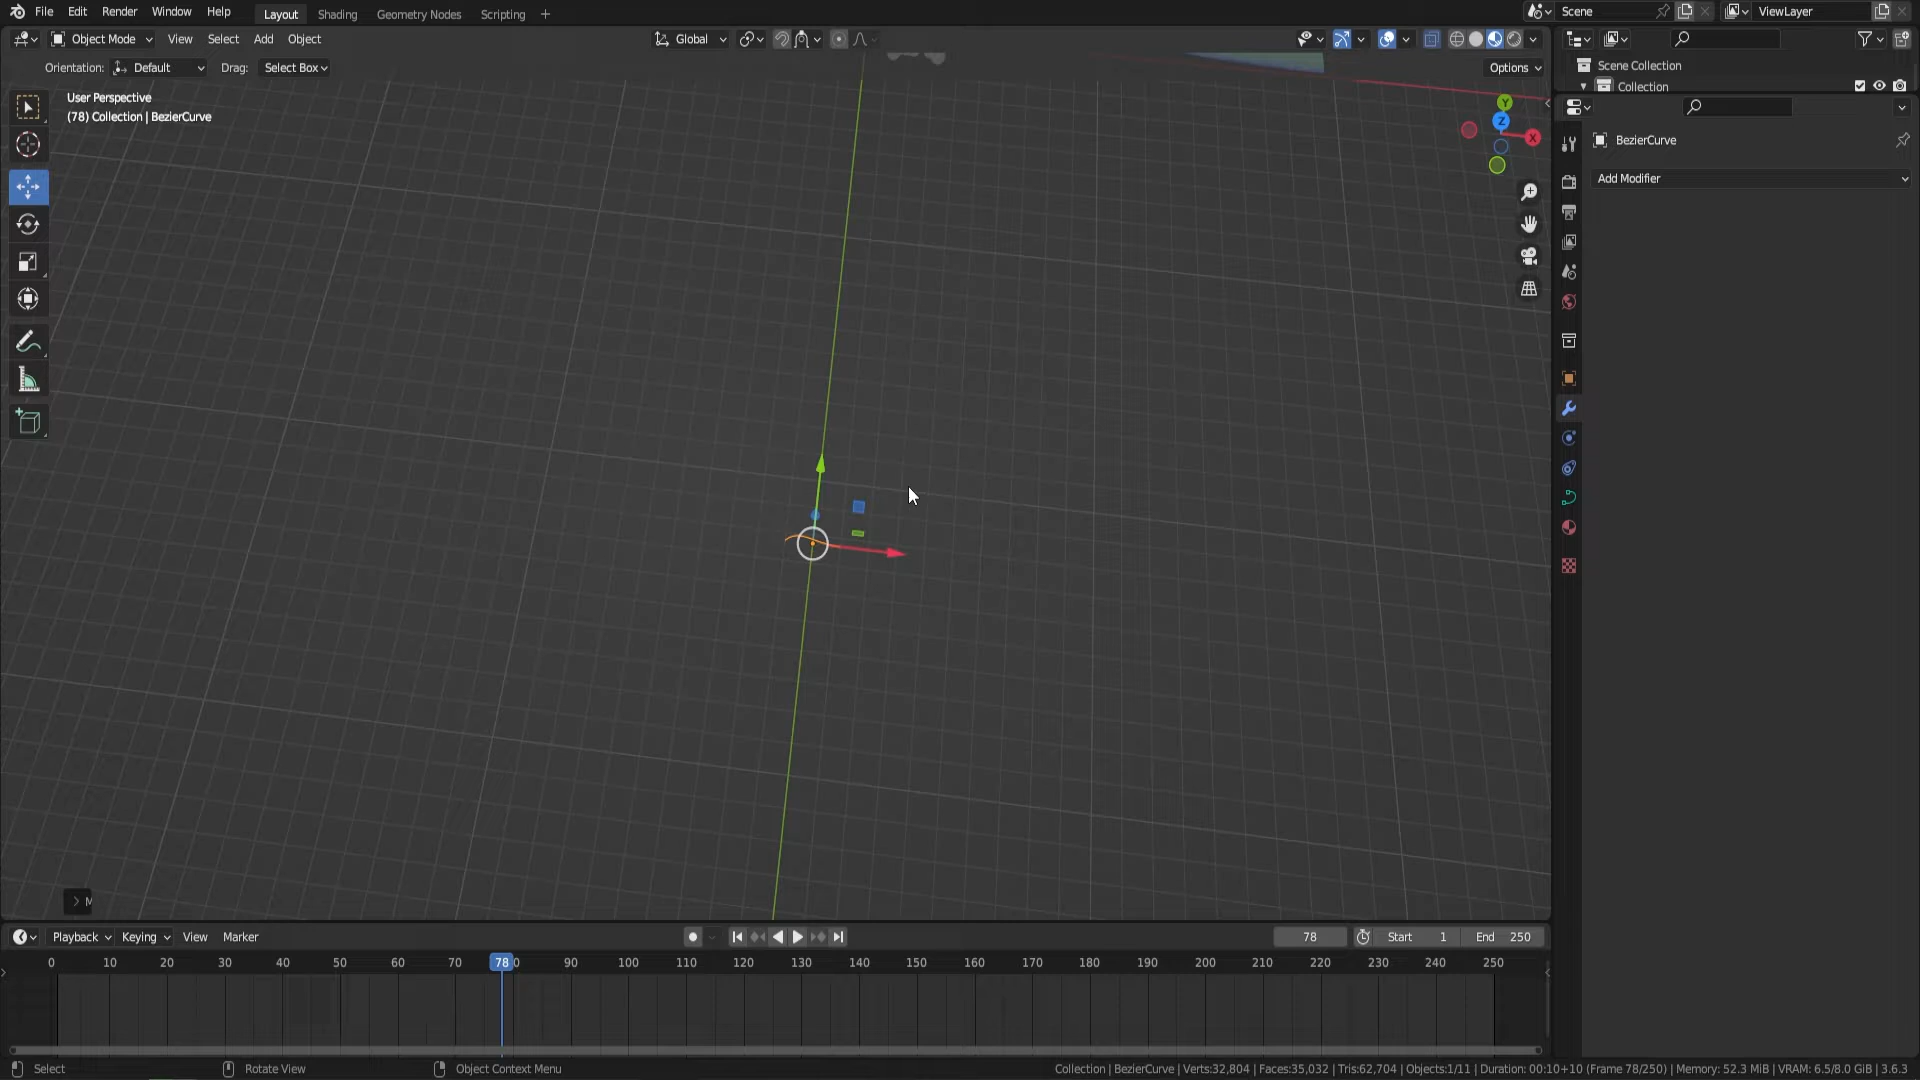 File Edit Render Window Help Layout Shading Geometry Nodes Scripting + Scene ViewLayer
Object Mode View Select Add Object Global
Orientation: Default Drag: Select Box Options
Scene Collection
Collection
User Perspective
(78) Collection | BezierCurve
Y
Z
X
BezierCurve
Add Modifier
M
Playback Keying View Marker 78 Start 1 End 250
0 10 20 30 40 50 60 70 78 0 90 100 110 120 130 140 150 160 170 180 190 200 210 220 230 240 250
Select Rotate View Object Context Menu Collection | BezierCurve | Verts:32,804 | Faces:35,032 | Tris:62,704 | Objects:1/11 | Duration: 00:10+10 (Frame 78/250) | Memory: 52.3 MiB | VRAM: 6.5/8.0 GiB | 3.6.3